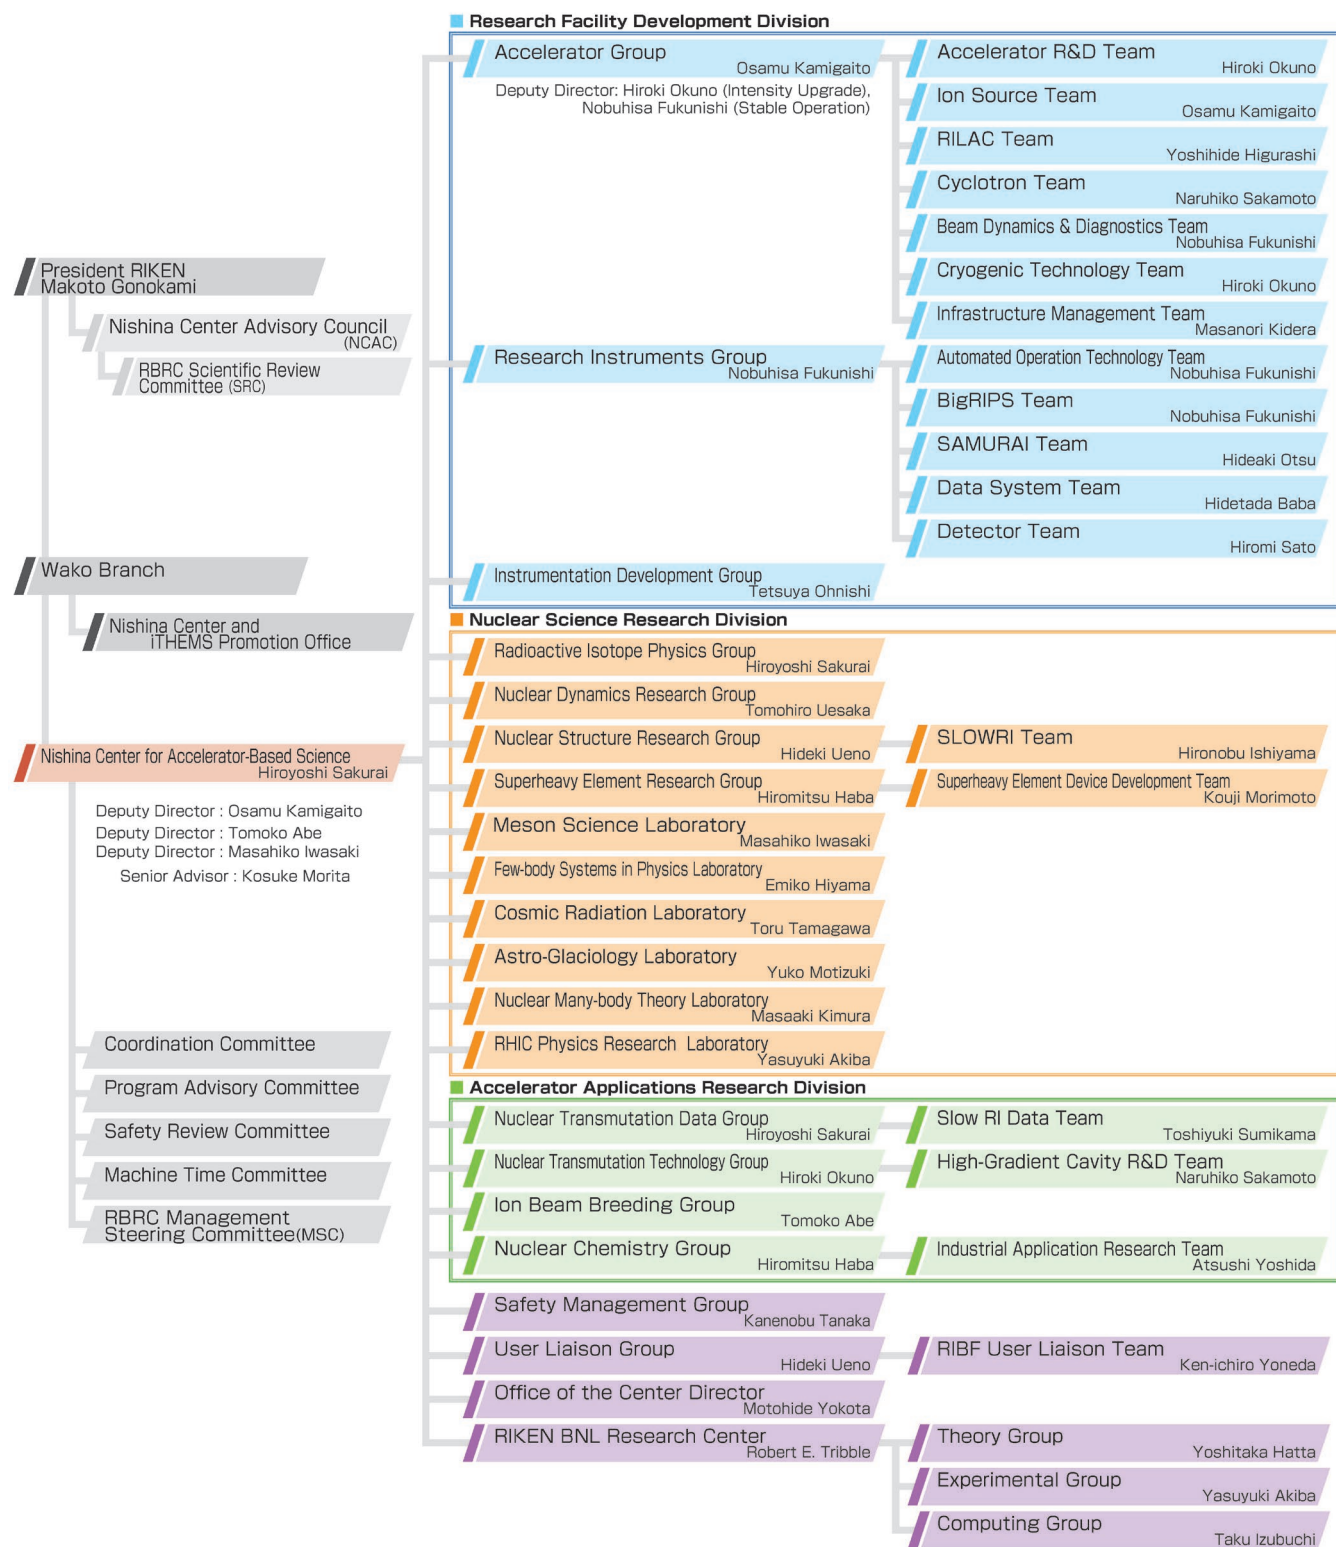 President RIKEN
Makoto Gonokami
Nishina Center Advisory Council
(NCAC)
RBRC Scientific Review
Committee (SRC)
Wako Branch
Nishina Center and
iTHEMS Promotion Office
Nishina Center for Accelerator-Based Science
Hiroyoshi Sakurai
Deputy Director : Osamu Kamigaito
Deputy Director : Tomoko Abe
Deputy Director : Masahiko Iwasaki
Senior Advisor : Kosuke Morita
Coordination Committee
Program Advisory Committee
Safety Review Committee
Machine Time Committee
RBRC Management
Steering Committee(MSC)
Research Facility Development Division
Accelerator Group
Osamu Kamigaito
Deputy Director: Hiroki Okuno (Intensity Upgrade),
Nobuhisa Fukunishi (Stable Operation)
Accelerator R&D Team
Hiroki Okuno
Ion Source Team
Osamu Kamigaito
RILAC Team
Yoshihide Higurashi
Cyclotron Team
Naruhiko Sakamoto
Beam Dynamics & Diagnostics Team
Nobuhisa Fukunishi
Cryogenic Technology Team
Hiroki Okuno
Infrastructure Management Team
Masanori Kidera
Research Instruments Group
Nobuhisa Fukunishi
Automated Operation Technology Team
Nobuhisa Fukunishi
BigRIPS Team
Nobuhisa Fukunishi
SAMURAI Team
Hideaki Otsu
Data System Team
Hidetada Baba
Detector Team
Hiromi Sato
Instrumentation Development Group
Tetsuya Ohnishi
Nuclear Science Research Division
Radioactive Isotope Physics Group
Hiroyoshi Sakurai
Nuclear Dynamics Research Group
Tomohiro Uesaka
Nuclear Structure Research Group
Hideki Ueno
SLOWRI Team
Hironobu Ishiyama
Superheavy Element Research Group
Hiromitsu Haba
Superheavy Element Device Development Team
Kouji Morimoto
Meson Science Laboratory
Masahiko Iwasaki
Few-body Systems in Physics Laboratory
Emiko Hiyama
Cosmic Radiation Laboratory
Toru Tamagawa
Astro-Glaciology Laboratory
Yuko Motizuki
Nuclear Many-body Theory Laboratory
Masaaki Kimura
RHIC Physics Research Laboratory
Yasuyuki Akiba
Accelerator Applications Research Division
Nuclear Transmutation Data Group
Hiroyoshi Sakurai
Slow RI Data Team
Toshiyuki Sumikama
Nuclear Transmutation Technology Group
Hiroki Okuno
High-Gradient Cavity R&D Team
Naruhiko Sakamoto
Ion Beam Breeding Group
Tomoko Abe
Nuclear Chemistry Group
Hiromitsu Haba
Industrial Application Research Team
Atsushi Yoshida
Safety Management Group
Kanenobu Tanaka
User Liaison Group
Hideki Ueno
RIBF User Liaison Team
Ken-ichiro Yoneda
Office of the Center Director
Motohide Yokota
RIKEN BNL Research Center
Robert E. Tribble
Theory Group
Yoshitaka Hatta
Experimental Group
Yasuyuki Akiba
Computing Group
Taku Izubuchi